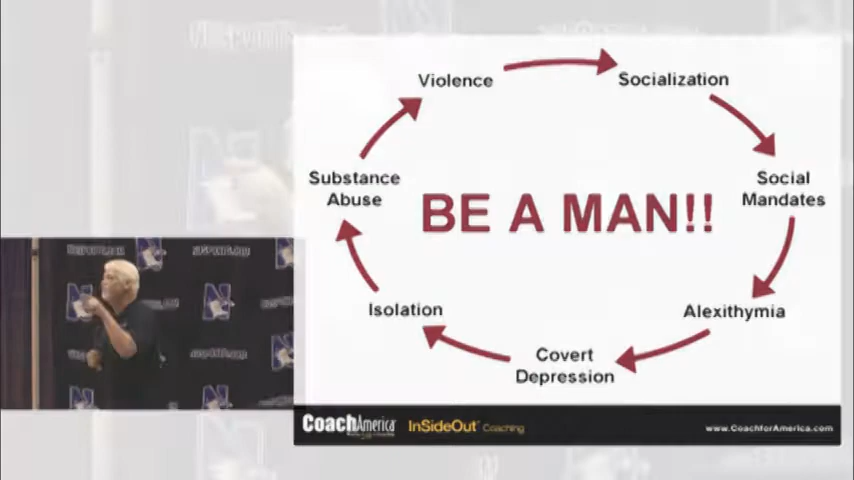 Violence
Socialization
Substance
Abuse
BE A MAN!!
Social
Mandates
Isolation
Alexithymia
Covert
Depression
CoachAmerica
InSideOut Coaching
www.CoachforAmerica.com